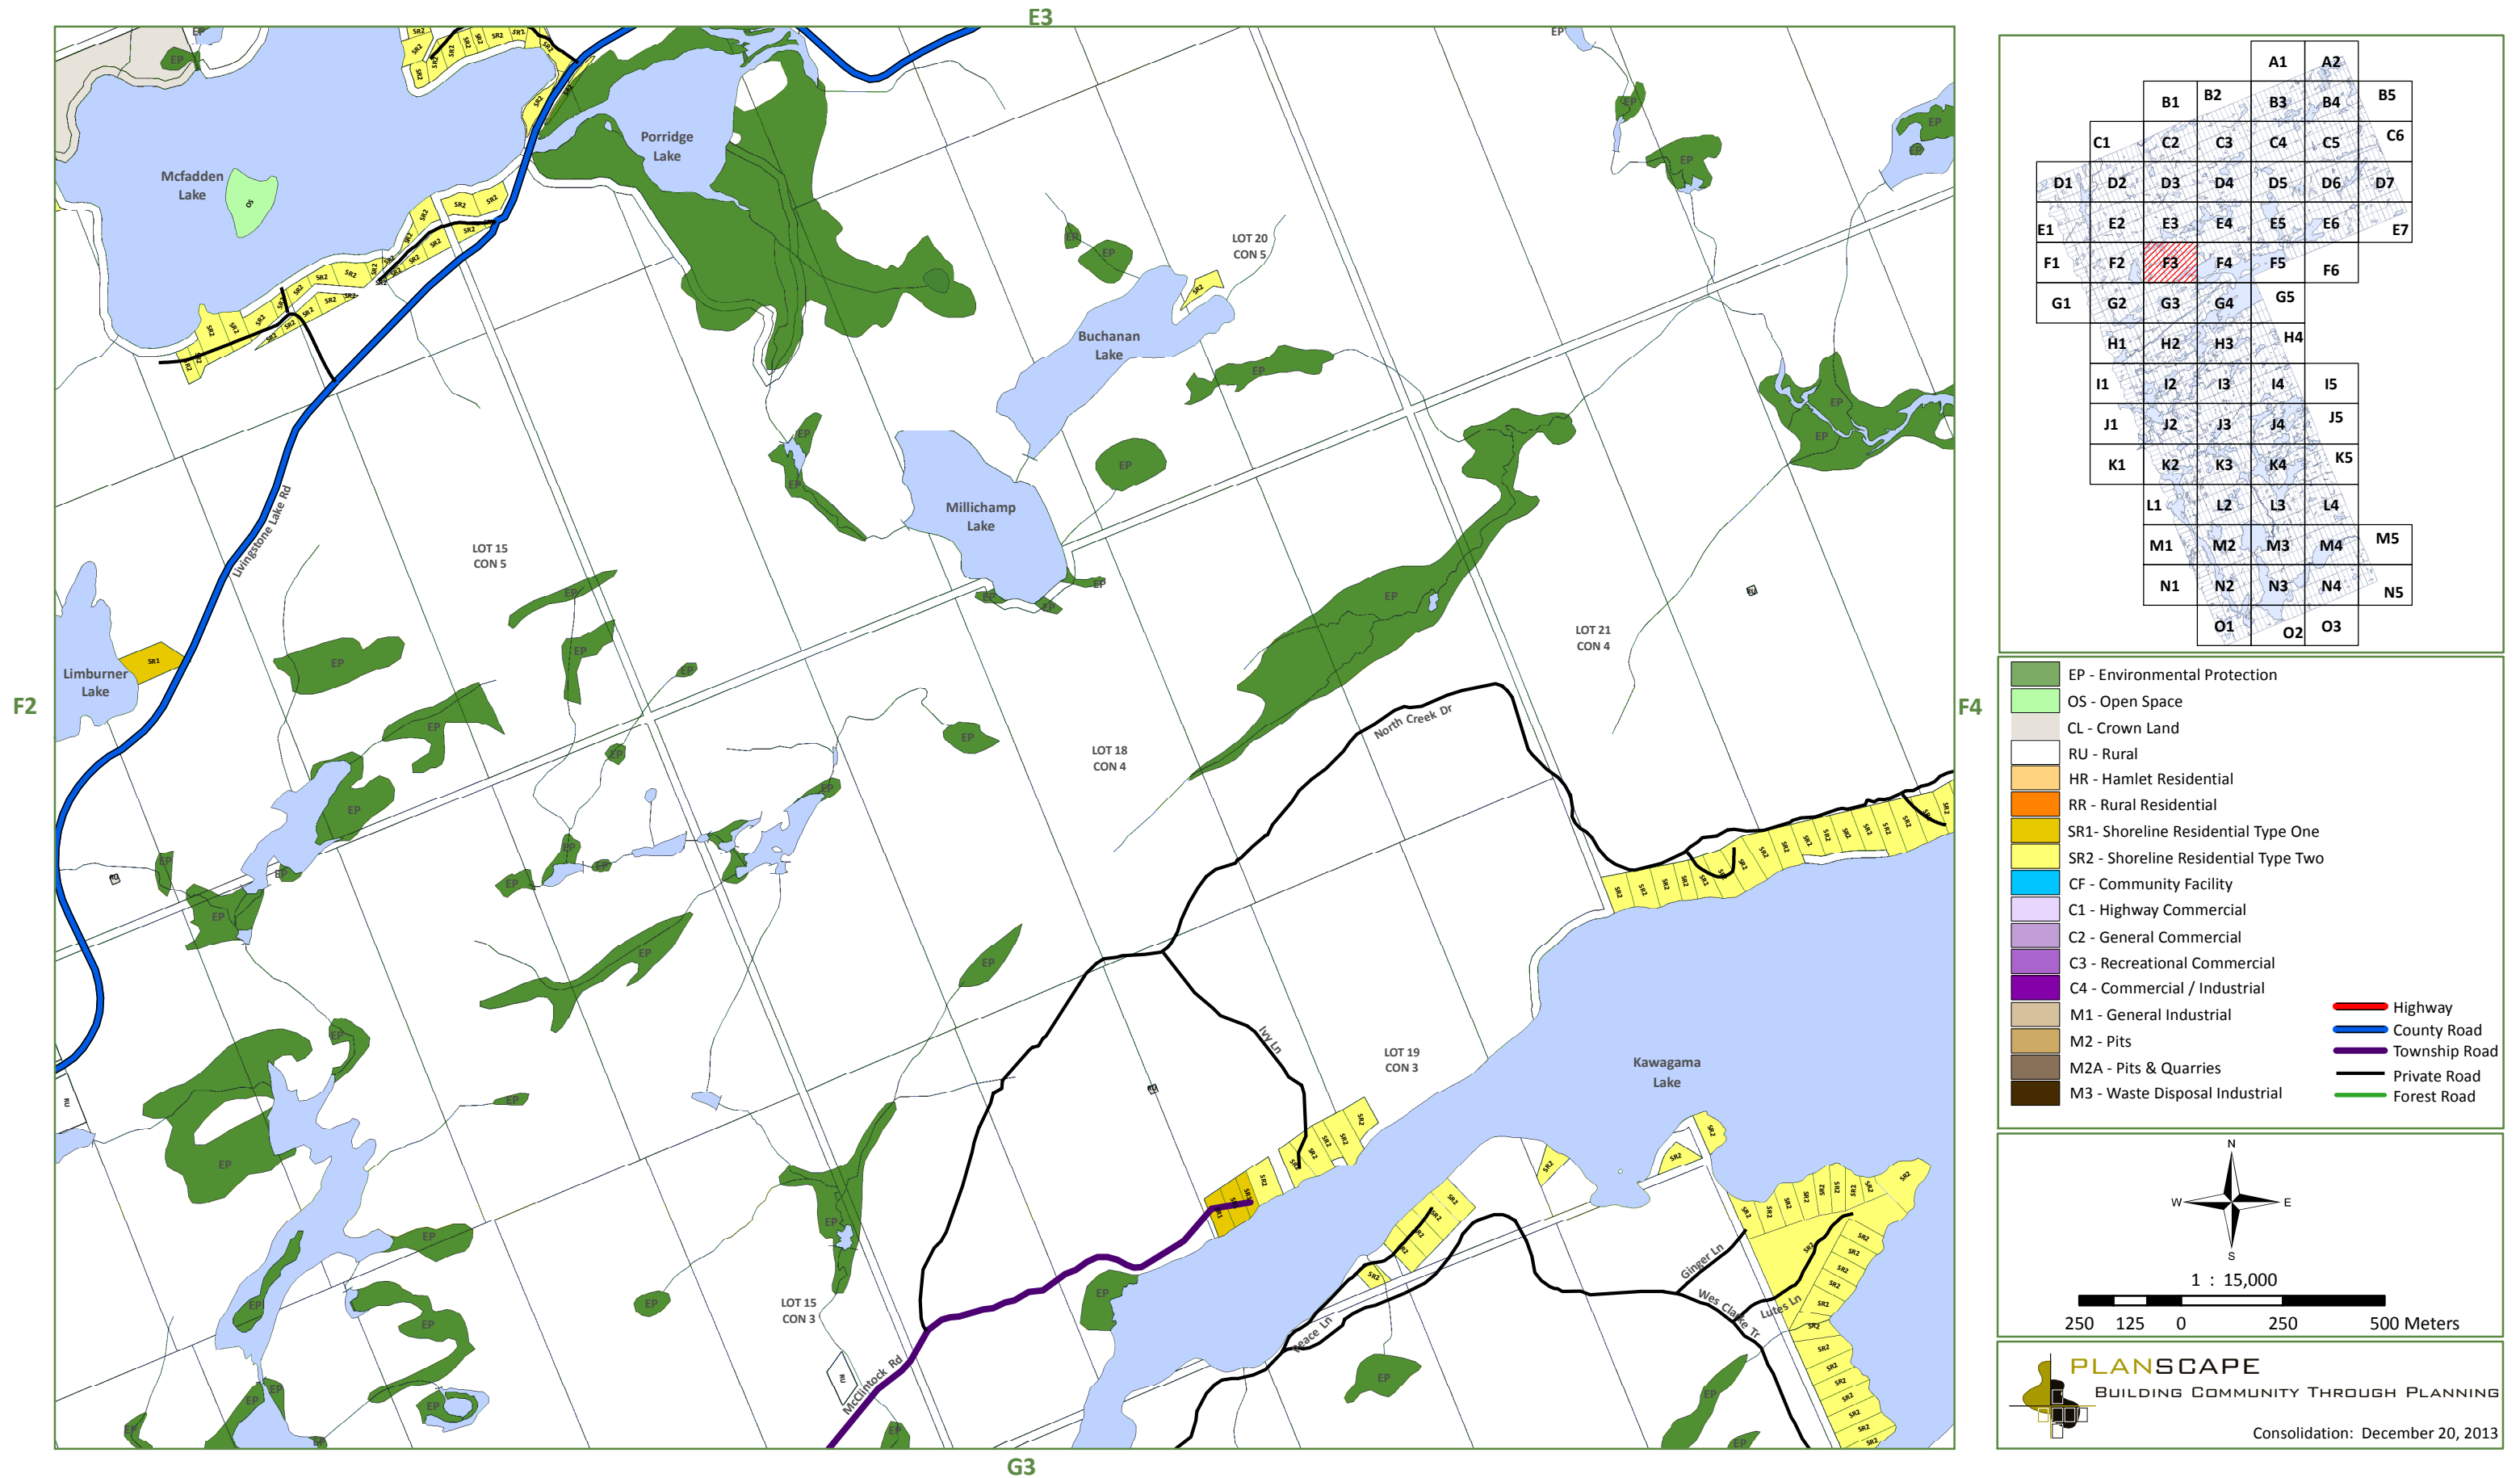 E3
F2
F4
G3
Mcfadden
Lake
Porridge
Lake
OS
EP
SR2
LOT 20
CON 5
Buchanan
Lake
Millichamp
Lake
LOT 15
CON 5
Livingstone Lake Rd
Limburner
Lake
SR1
LOT 21
CON 4
LOT 18
CON 4
North Creek Dr
Ivy Ln
LOT 19
CON 3
Kawagama
Lake
LOT 15
CON 3
RU
McClintock Rd
Peace Ln
Ginger Ln
Wes Clarke Tr
Lutes Ln
A1 A2
B1 B2 B3 B4 B5
C1 C2 C3 C4 C5 C6
D1 D2 D3 D4 D5 D6 D7
E1 E2 E3 E4 E5 E6 E7
F1 F2 F3 F4 F5 F6
G1 G2 G3 G4 G5
H1 H2 H3 H4
I1 I2 I3 I4 I5
J1 J2 J3 J4 J5
K1 K2 K3 K4 K5
L1 L2 L3 L4
M1 M2 M3 M4 M5
N1 N2 N3 N4 N5
O1 O2 O3
EP - Environmental Protection
OS - Open Space
CL - Crown Land
RU - Rural
HR - Hamlet Residential
RR - Rural Residential
SR1- Shoreline Residential Type One
SR2 - Shoreline Residential Type Two
CF - Community Facility
C1 - Highway Commercial
C2 - General Commercial
C3 - Recreational Commercial
C4 - Commercial / Industrial
M1 - General Industrial
M2 - Pits
M2A - Pits & Quarries
M3 - Waste Disposal Industrial
Highway
County Road
Township Road
Private Road
Forest Road
N
W E
S
1 : 15,000
250 125 0 250 500 Meters
PLANSCAPE
BUILDING COMMUNITY THROUGH PLANNING
Consolidation: December 20, 2013